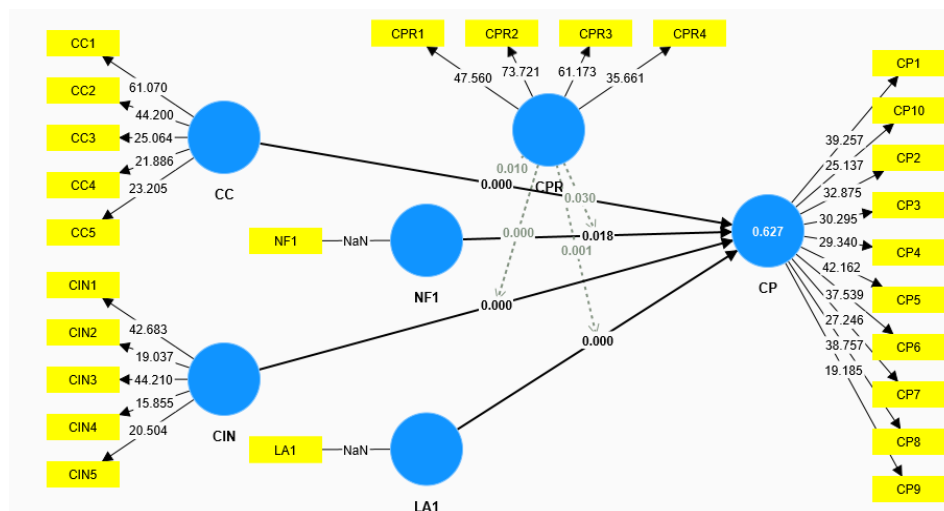 CPR1
CPR2
CPR3
CPR4
47.560
73.721
61.173
35.661
CPR
CC1
CC2
CC3
CC4
CC5
61.070
44.200
25.064
21.886
23.205
CC
0.000
0.010
0.030
0.000
0.001
NF1
NaN
NF1
0.018
CIN1
CIN2
CIN3
CIN4
CIN5
42.683
19.037
44.210
15.855
20.504
CIN
0.000
LA1
NaN
LA1
0.000
0.627
CP
39.257
25.137
32.875
30.295
29.340
42.162
37.539
27.246
38.757
19.185
CP1
CP10
CP2
CP3
CP4
CP5
CP6
CP7
CP8
CP9